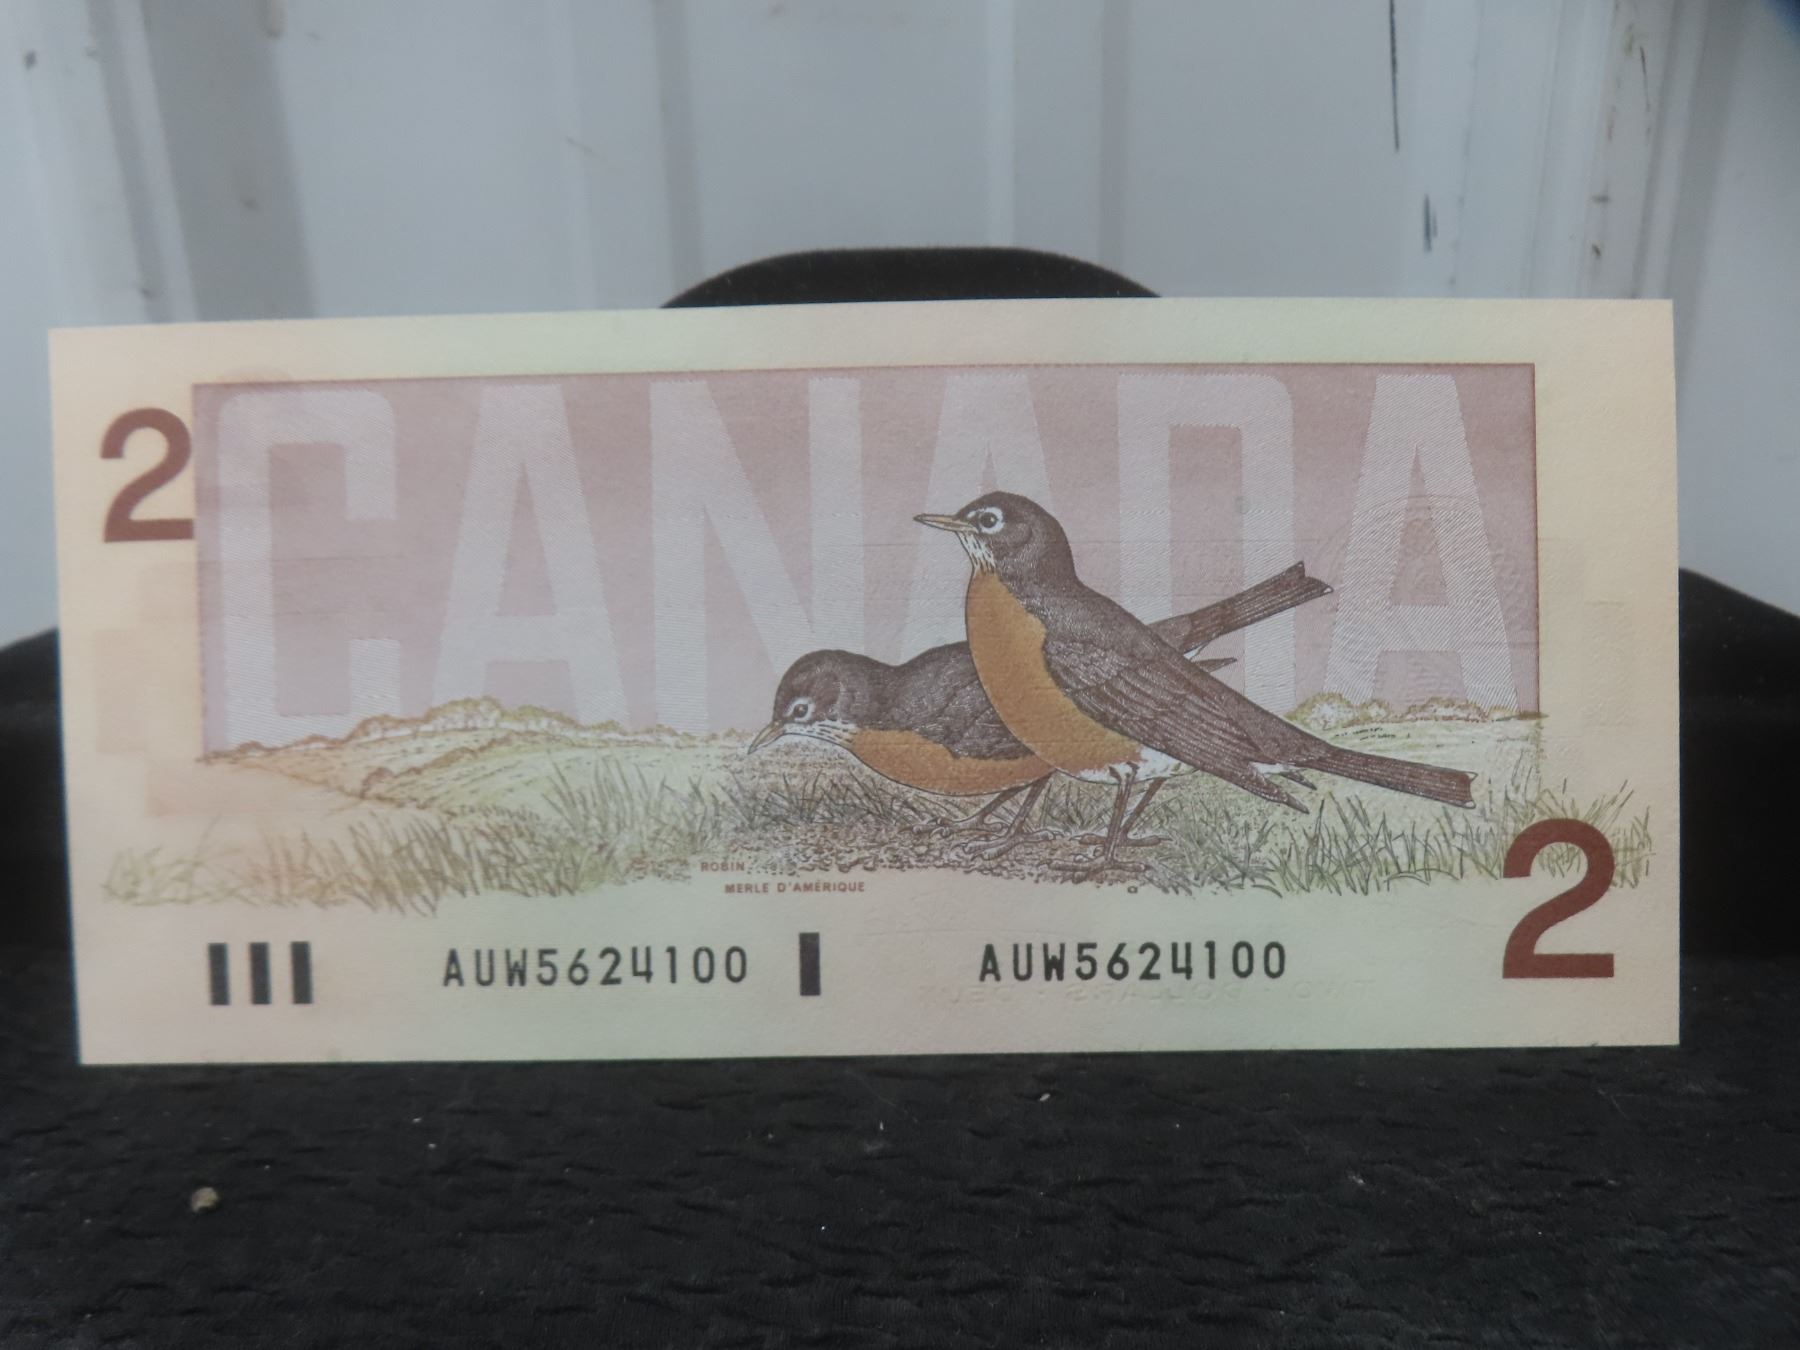 2
CANADA
ROBIN
MERLE D'AMÉRIQUE
AUW5624100 AUW5624100
2